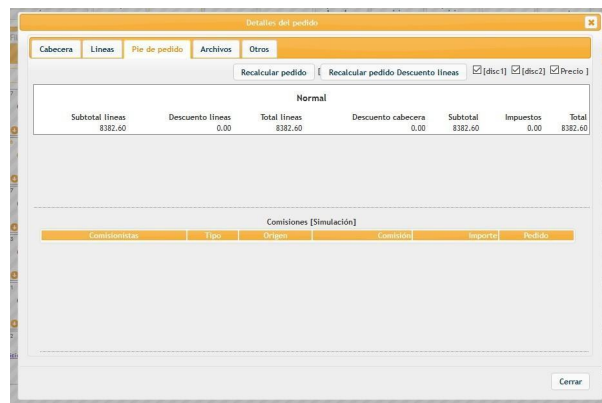 Detalles del pedido
Cabecera Lineas Pie de pedido Archivos Otros
Recalcular pedido [ Recalcular pedido Descuento lineas [disc1] [disc2] Precio ]
Normal
Subtotal lineas Descuento lineas Total lineas Descuento cabecera Subtotal Impuestos Total
8382.60 0.00 8382.60 0.00 8382.60 0.00 8382.60
Comisiones [Simulación]
Comisionistas Tipo Origen Comisión Importe Pedido
Cerrar